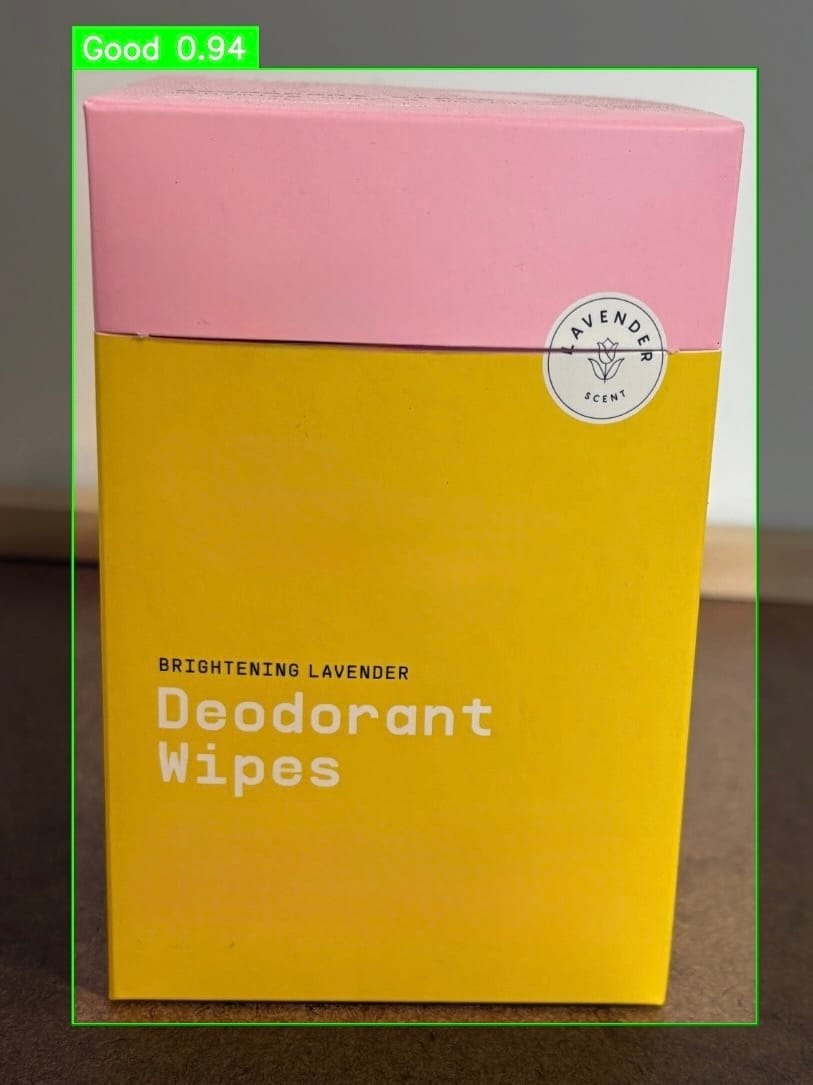 Good 0.94
LAVENDER
SCENT
BRIGHTENING LAVENDER
Deodorant
Wipes